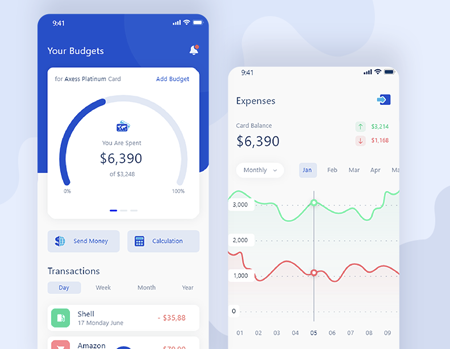 9:41
Your Budgets
for Axess Platinum Card
Add Budget
You Are Spent
$6,390
of $3,248
0%
100%
Send Money
Calculation
Transactions
Day Week Month Year
Shell
17 Monday June
- $35,88
Amazon
9:41
Expenses
Card Balance
$6,390
$3,214
$1,168
Monthly
Jan Feb Mar Apr Ma
3,000
2,000
1,000
0
01 02 03 04 05 06 07 08